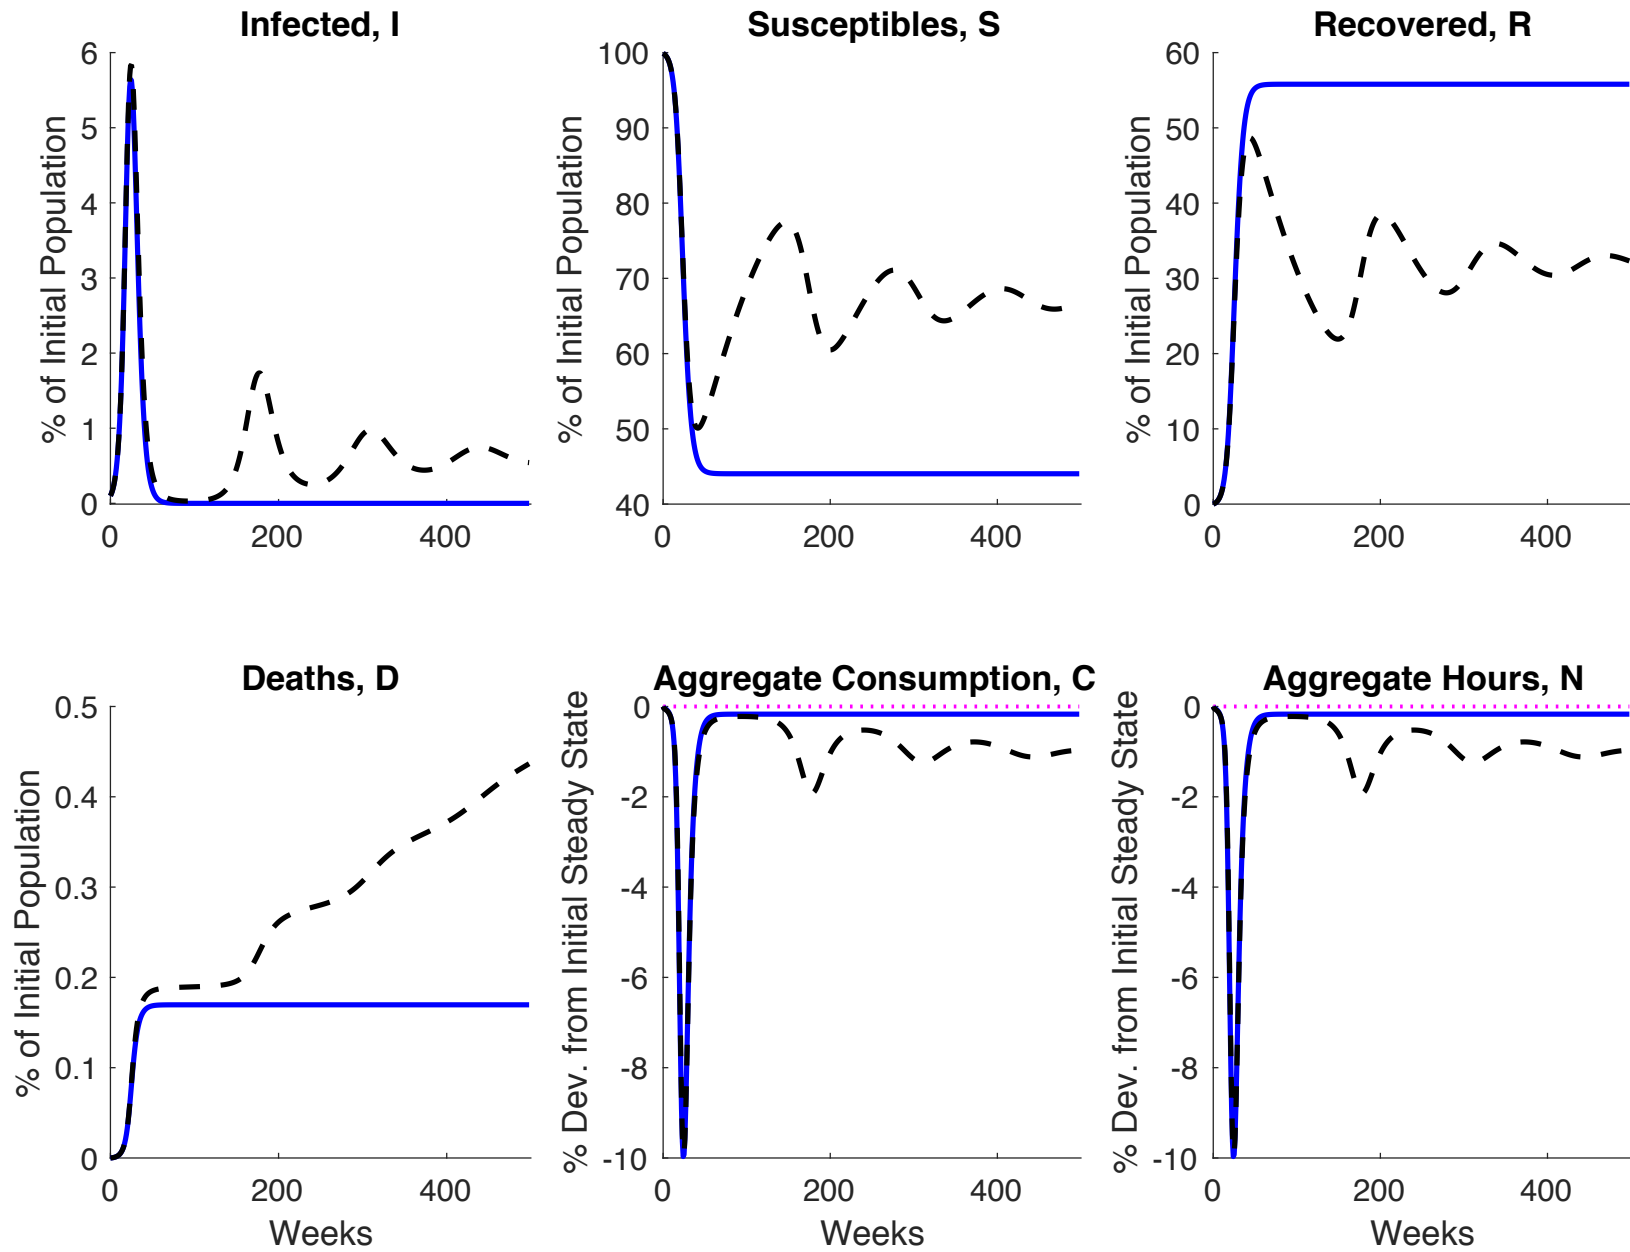 Infected, I
% of Initial Population
6
5
4
3
2
1
0
0 200 400
Susceptibles, S
% of Initial Population
100
90
80
70
60
50
40
0 200 400
Recovered, R
% of Initial Population
60
50
40
30
20
10
0
0 200 400
Deaths, D
% of Initial Population
0.5
0.4
0.3
0.2
0.1
0
0 200 400
Weeks
Aggregate Consumption, C
% Dev. from Initial Steady State
0
-2
-4
-6
-8
-10
0 200 400
Weeks
Aggregate Hours, N
% Dev. from Initial Steady State
0
-2
-4
-6
-8
-10
0 200 400
Weeks